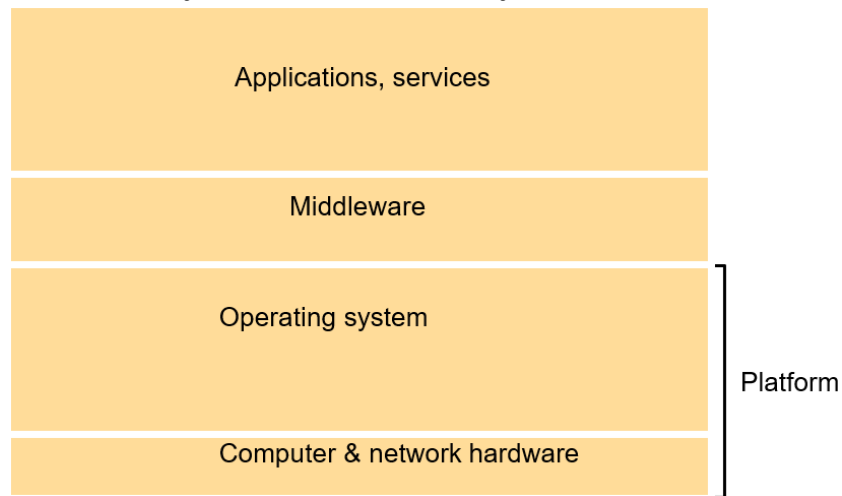 Applications, services
Middleware
Operating system
Platform
Computer & network hardware